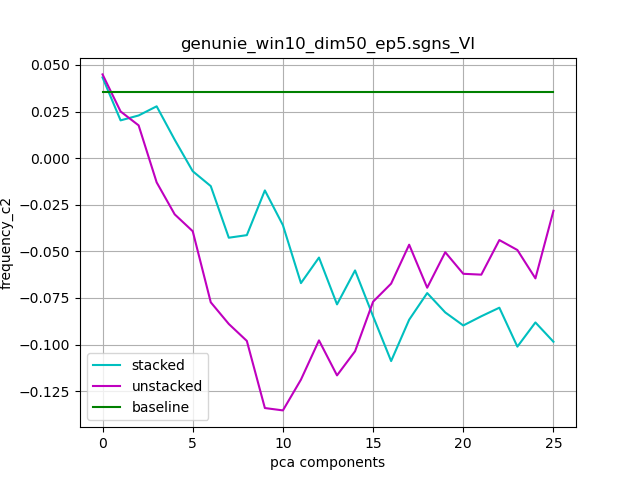 genunie_win10_dim50_ep5.sgns_VI
0.050
0.025
0.000
−0.025
−0.050
−0.075
−0.100
−0.125
frequency_c2
stacked
unstacked
baseline
0 5 10 15 20 25
pca components